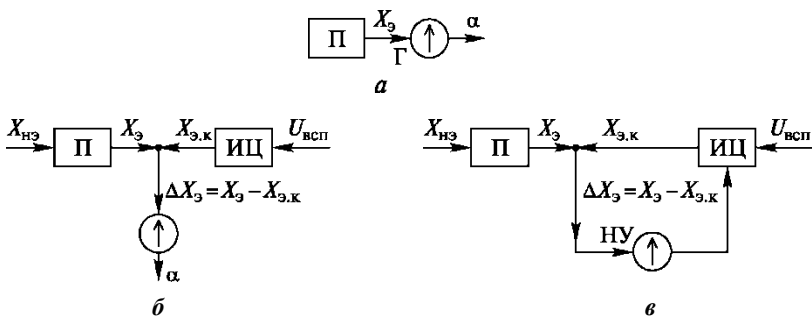 П Xэ Г α
а
Xнэ П Xэ Xэ.к ИЦ Uвсп
ΔXэ = Xэ – Xэ.к
α
б
Xнэ П Xэ Xэ.к ИЦ Uвсп
ΔXэ = Xэ – Xэ.к
НУ
в